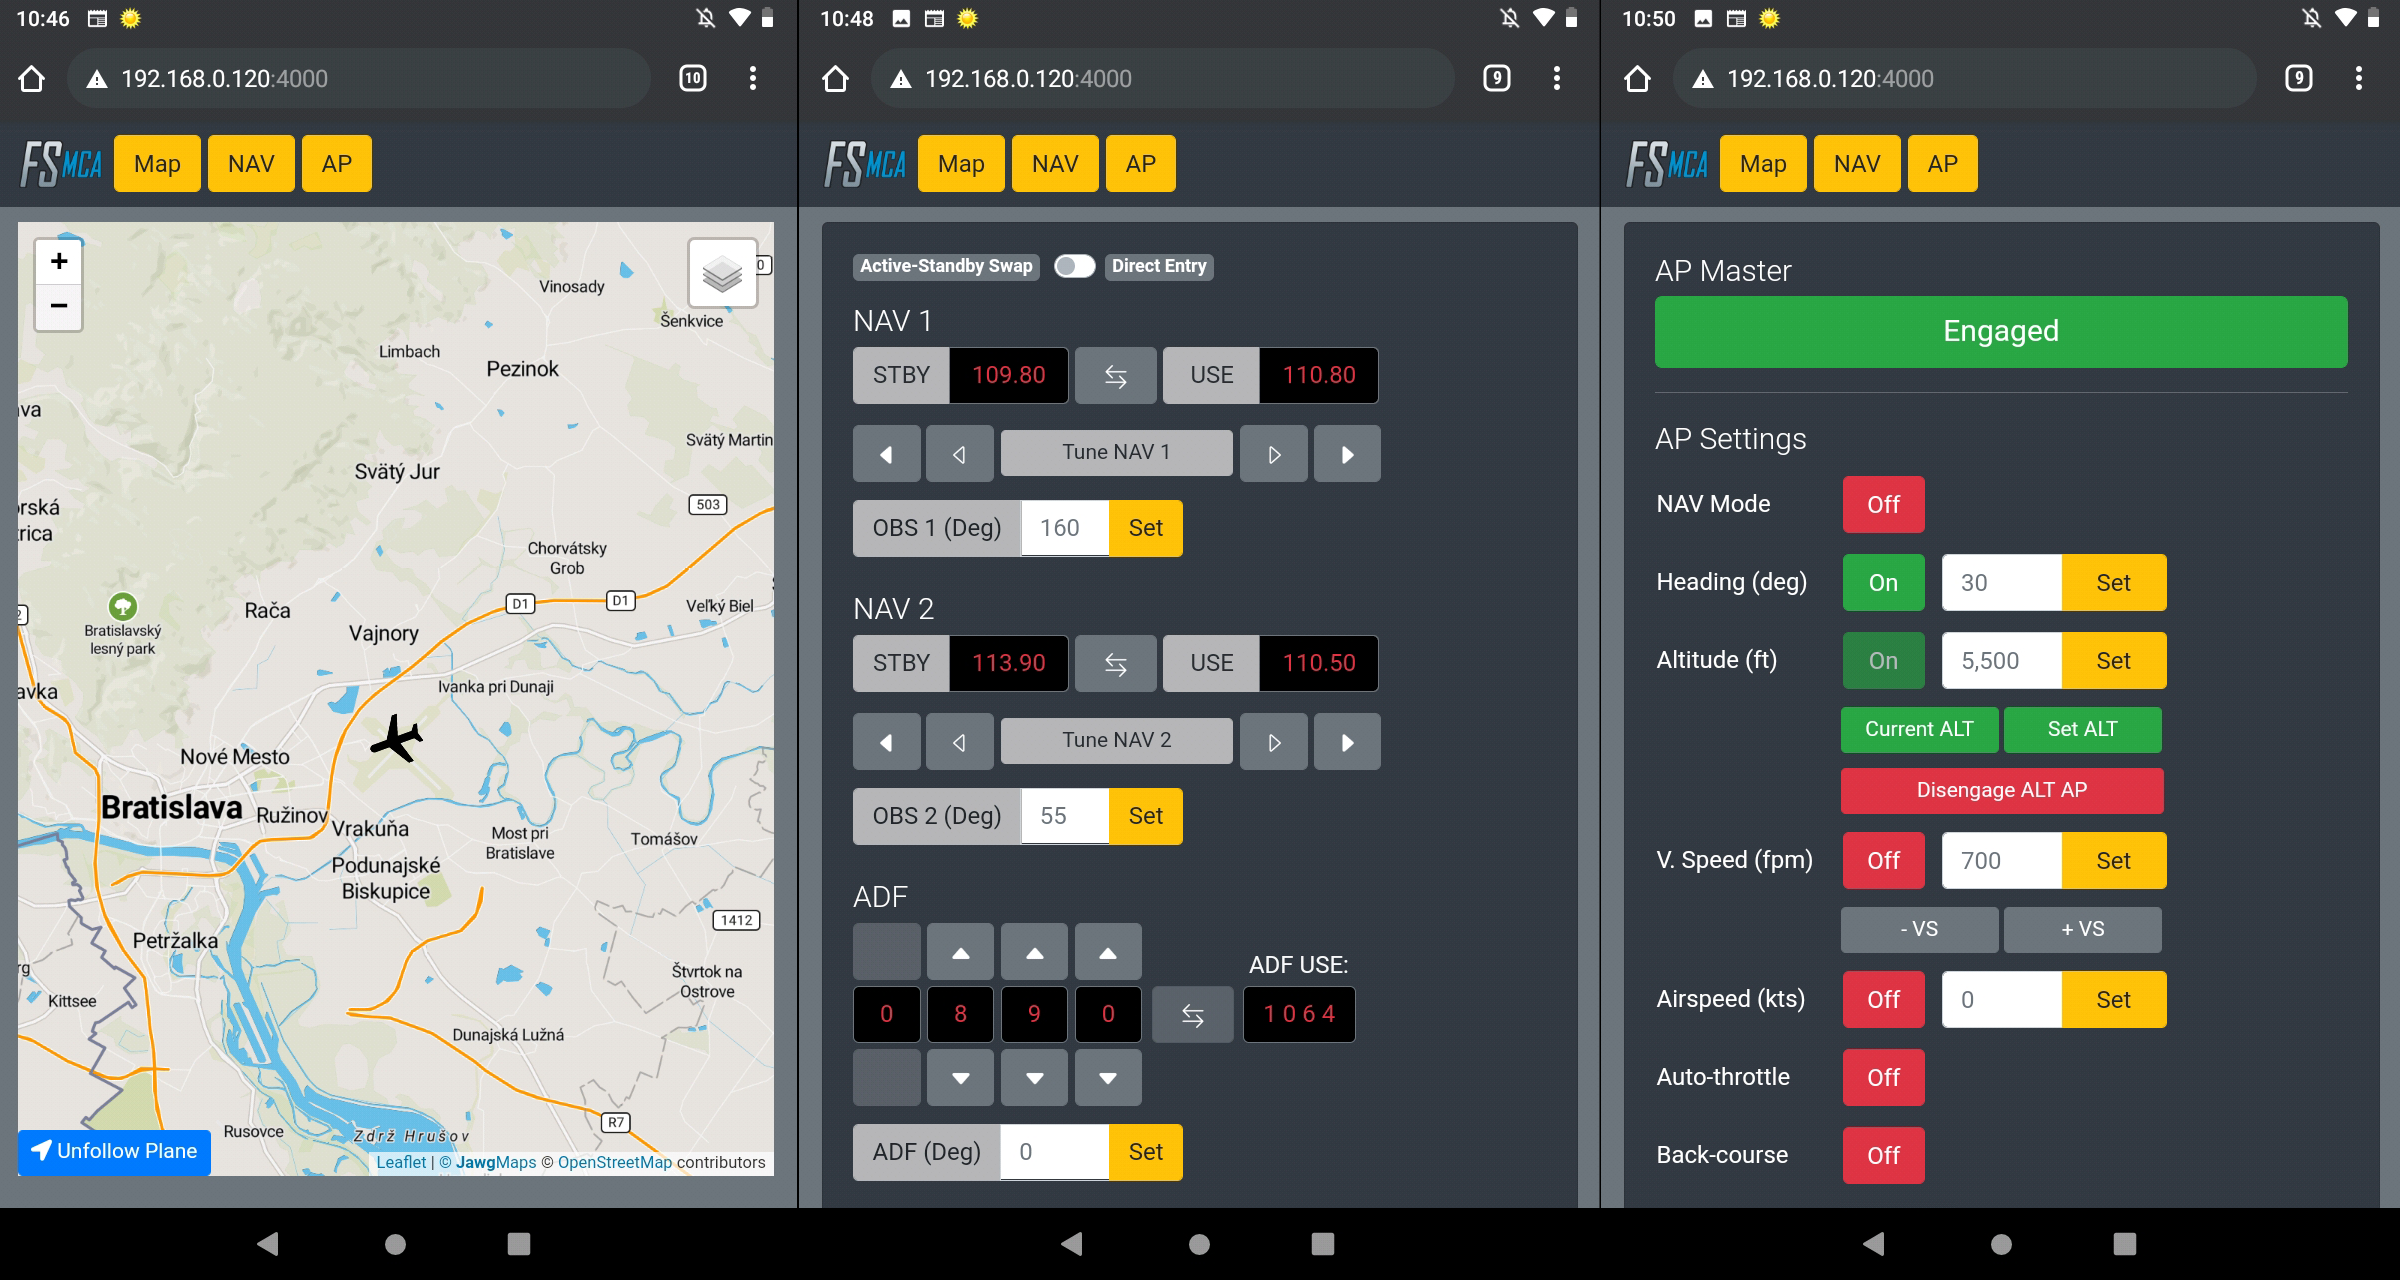 10:46
192.168.0.120:4000
10
FSMCA
Map
NAV
AP
+
−
0
Vinosady
Šenkvice
Limbach
Pezinok
va
Svätý Martin
Svätý Jur
503
orská
trica
Chorvátsky
Grob
D1
D1
Veľký Biel
2
Rača
Bratislavský
lesný park
Vajnory
avka
Ivanka pri Dunaji
Nové Mesto
Bratislava
Ružinov
Vrakuňa
Most pri
Bratislave
Tomášov
Podunajské
Biskupice
1412
Petržalka
rg
Kittsee
Štvrtok na
Ostrove
Dunajská Lužná
R7
Rusovce
Zdrž Hrušov
Unfollow Plane
Leaflet | © JawgMaps © OpenStreetMap contributors
10:48
192.168.0.120:4000
9
FSMCA
Map
NAV
AP
Active-Standby Swap
Direct Entry
NAV 1
STBY 109.80
USE 110.80
Tune NAV 1
OBS 1 (Deg) 160 Set
NAV 2
STBY 113.90
USE 110.50
Tune NAV 2
OBS 2 (Deg) 55 Set
ADF
ADF USE:
0 8 9 0
1 0 6 4
ADF (Deg) 0 Set
10:50
192.168.0.120:4000
9
FSMCA
Map
NAV
AP
AP Master
Engaged
AP Settings
NAV Mode Off
Heading (deg) On 30 Set
Altitude (ft) On 5,500 Set
Current ALT Set ALT
Disengage ALT AP
V. Speed (fpm) Off 700 Set
- VS + VS
Airspeed (kts) Off 0 Set
Auto-throttle Off
Back-course Off